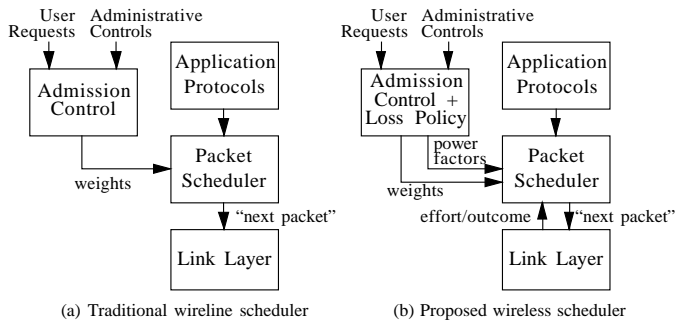 User
Requests
Administrative
Controls
Admission
Control
Application
Protocols
weights
Packet
Scheduler
“next packet”
Link Layer
(a) Traditional wireline scheduler
User
Requests
Administrative
Controls
Admission
Control +
Loss Policy
Application
Protocols
power
factors
weights
Packet
Scheduler
effort/outcome
“next packet”
Link Layer
(b) Proposed wireless scheduler